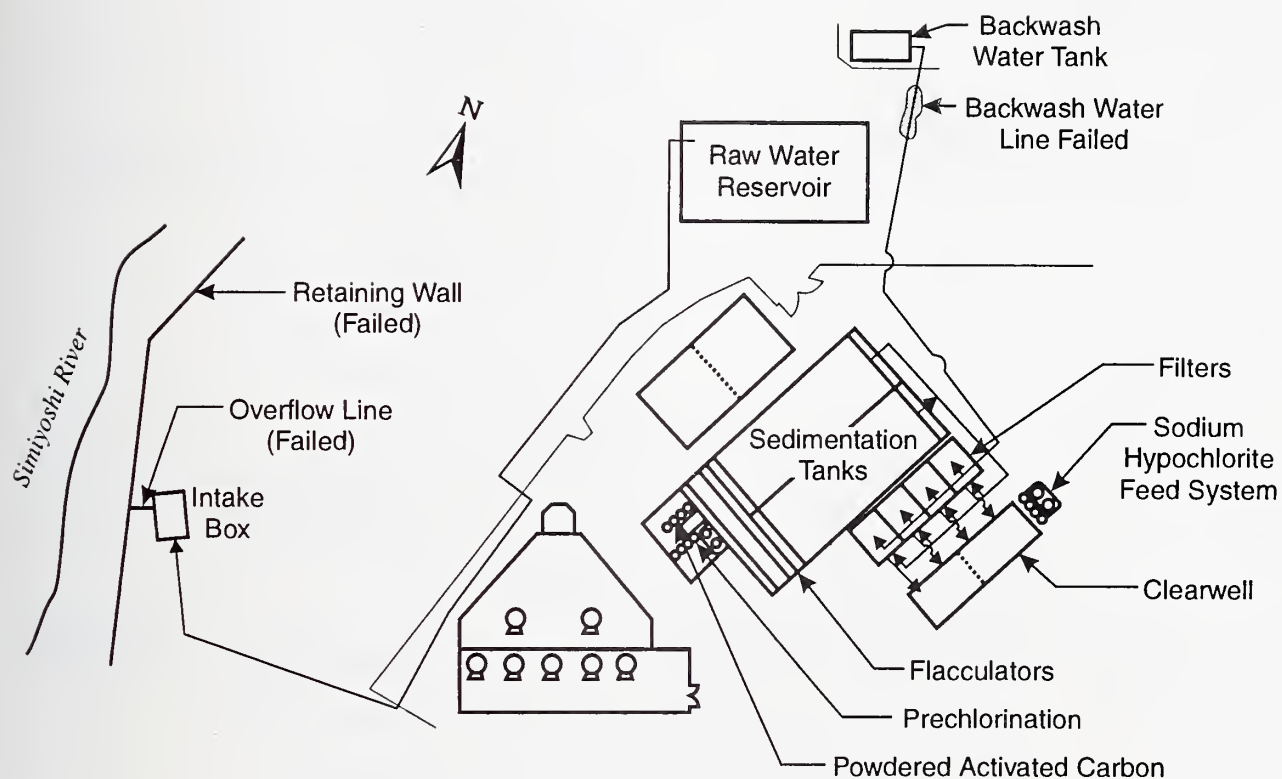 Backwash
Water Tank
N
Backwash Water
Line Failed
Raw Water
Reservoir
Retaining Wall
(Failed)
Simiyoshi River
Overflow Line
(Failed)
Filters
Sedimentation
Tanks
Sodium
Hypochlorite
Feed System
Intake
Box
Clearwell
Flacculators
Prechlorination
Powdered Activated Carbon